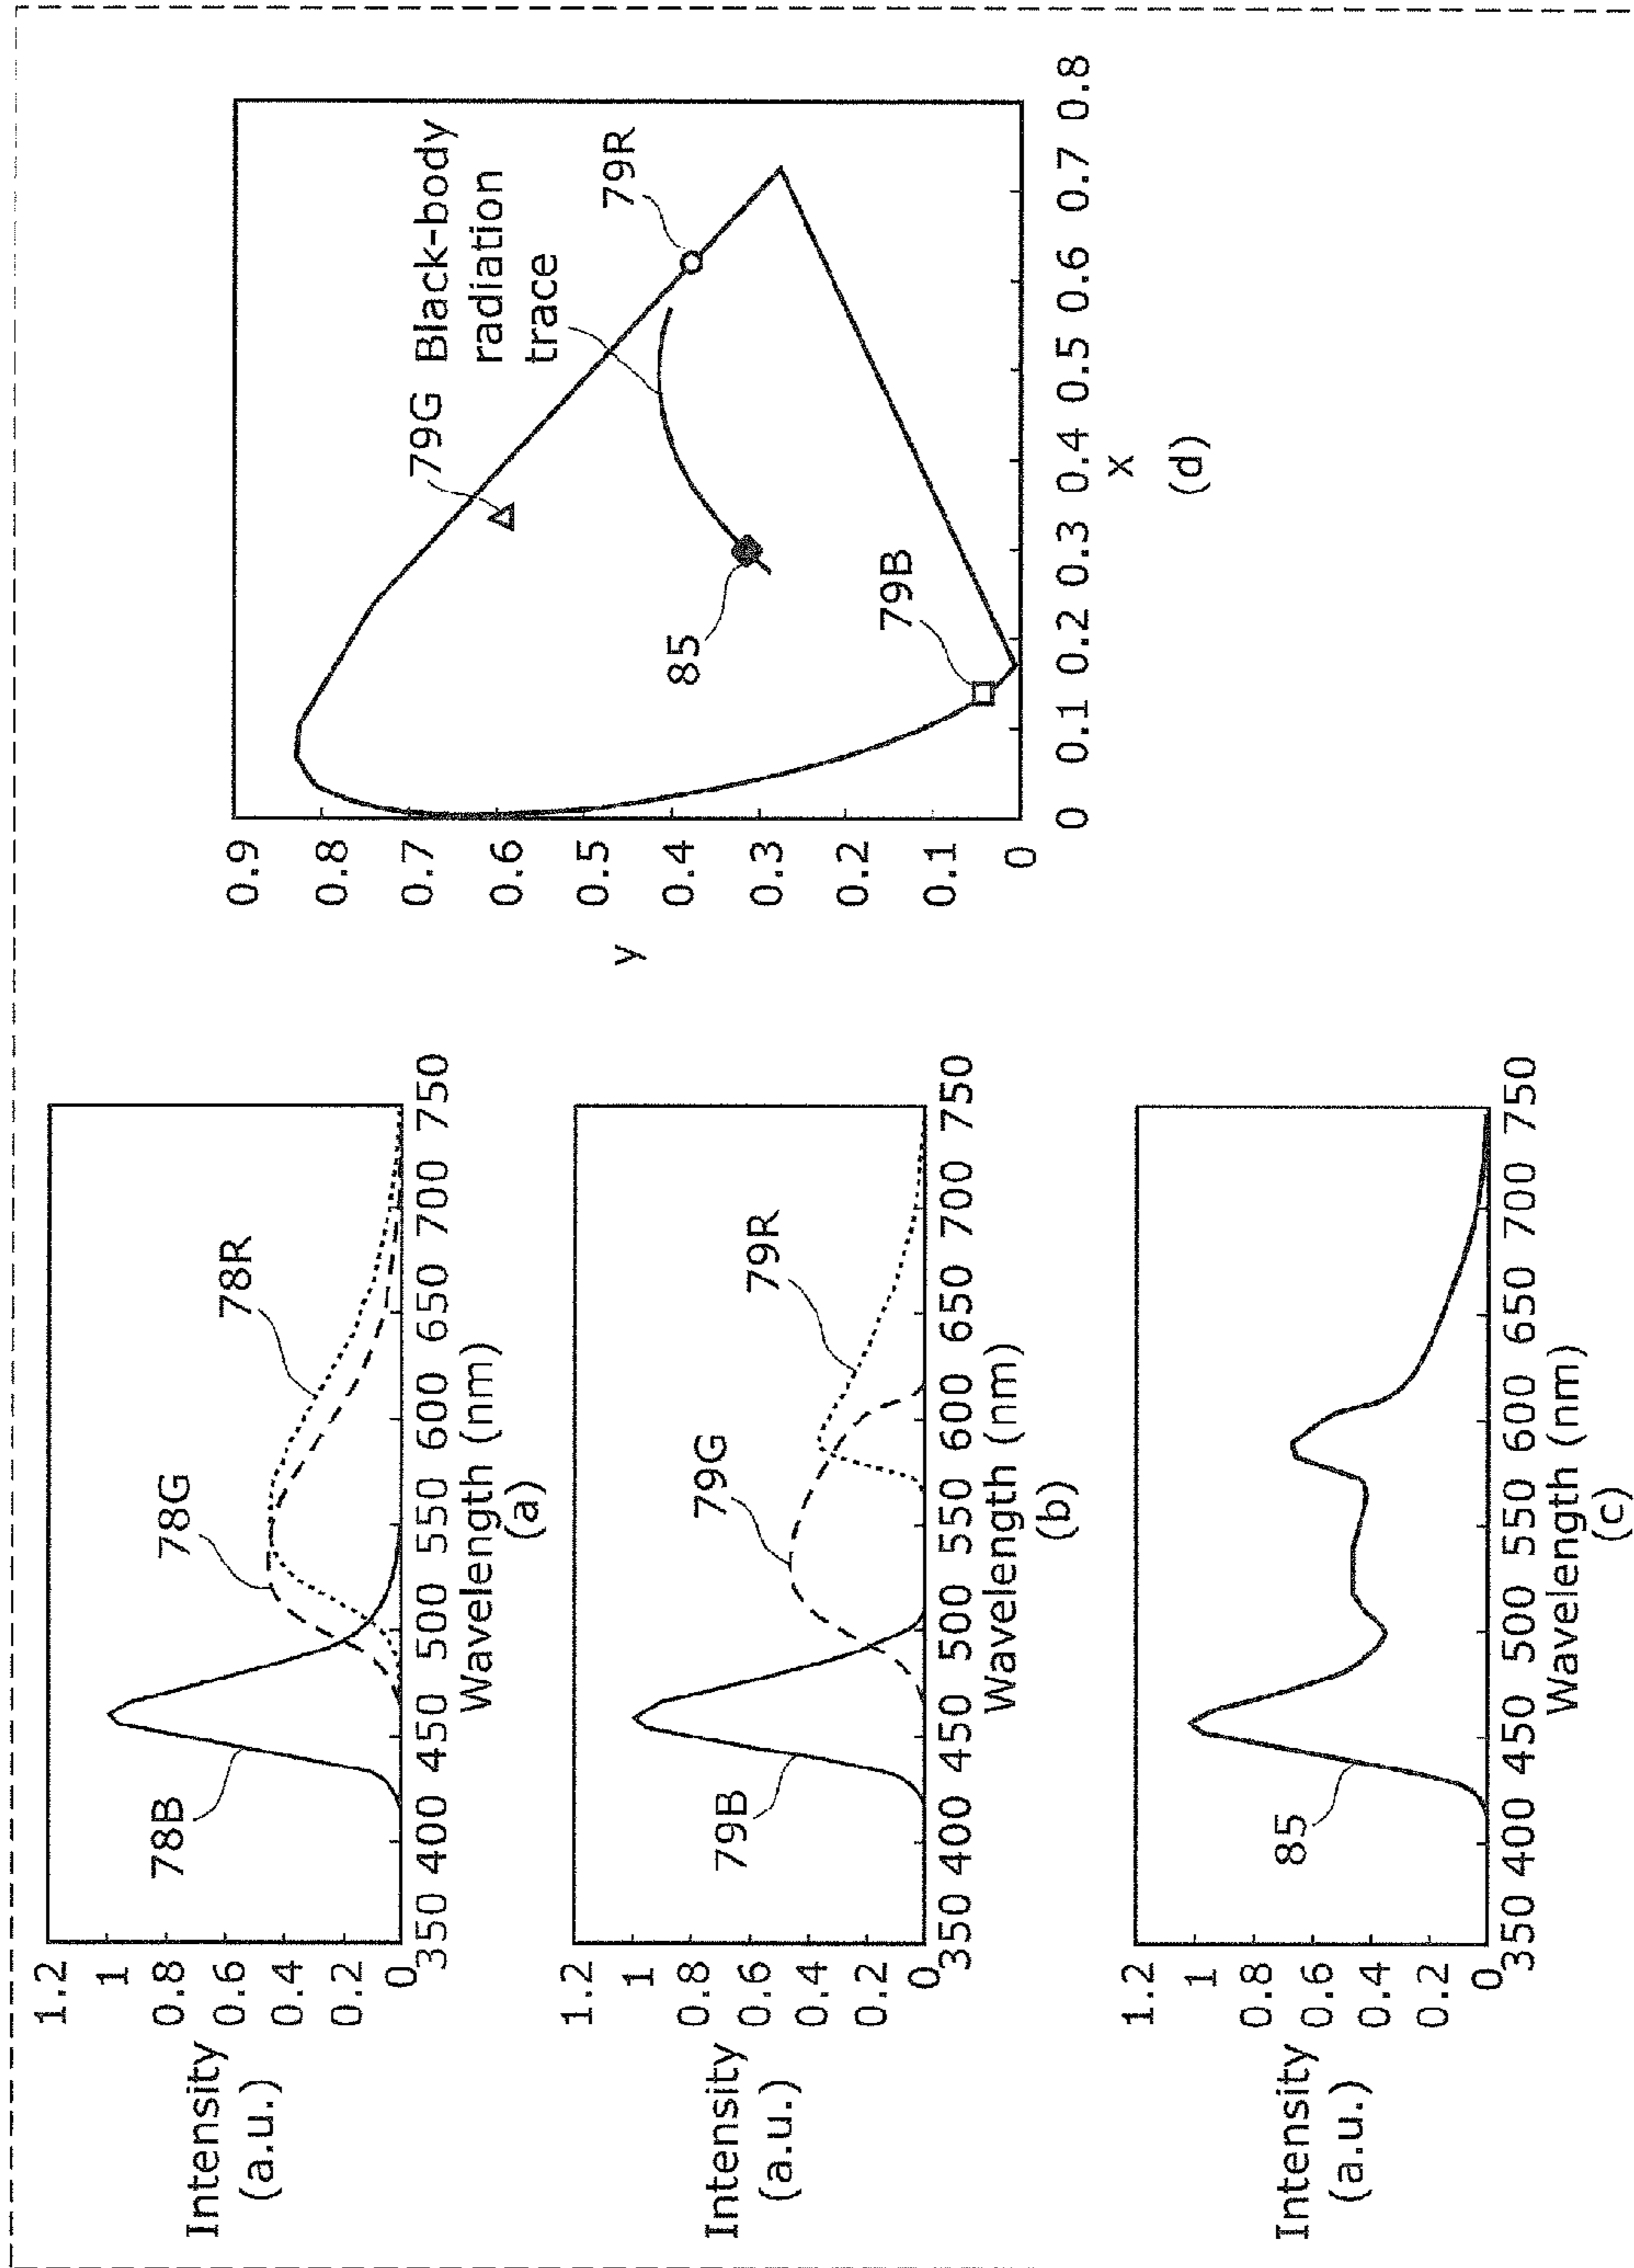 1.2
1
0.8
0.6
0.4
0.2
0
Intensity
(a.u.)
78B
78G
78R
350 400 450 500 550 600 650 700 750
Wavelength (nm)
(a)
1.2
1
0.8
0.6
0.4
0.2
0
Intensity
(a.u.)
79B
79G
79R
350 400 450 500 550 600 650 700 750
Wavelength (nm)
(b)
1.2
1
0.8
0.6
0.4
0.2
0
Intensity
(a.u.)
85
350 400 450 500 550 600 650 700 750
Wavelength (nm)
(c)
0.9
0.8
0.7
0.6
0.5
0.4
0.3
0.2
0.1
0
y
79G
Black-body
radiation
trace
79R
85
79B
0 0.1 0.2 0.3 0.4 0.5 0.6 0.7 0.8
x
(d)